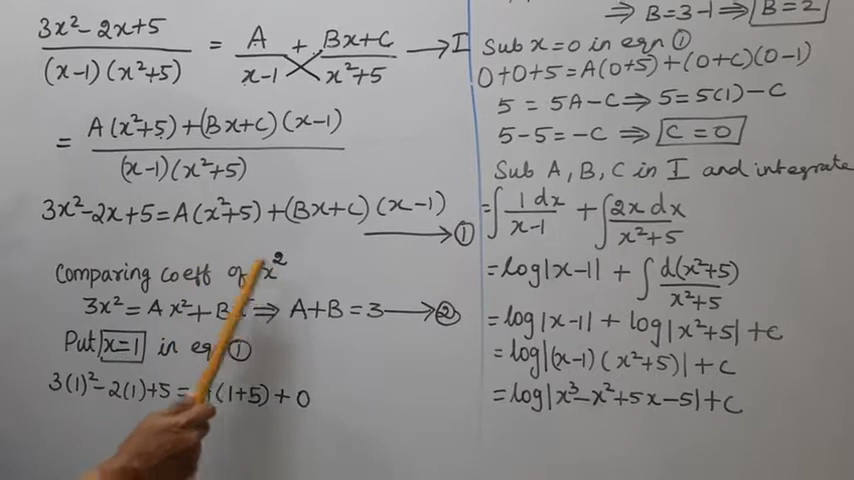 3x² - 2x + 5 / (x-1)(x²+5) = A / x-1 + Bx+C / x²+5 → I
= A(x²+5) + (Bx+C)(x-1) / (x-1)(x²+5)
3x² - 2x + 5 = A(x²+5) + (Bx+C)(x-1) → ①
Comparing coeff of x²
3x² = Ax² + B ⇒ A+B = 3 → ②
Put x=1 in eq ①
3(1)² - 2(1) + 5 = (1+5) + 0
⇒ B = 3-1 ⇒ B = 2
Sub x=0 in eqn ①
0+0+5 = A(0+5) + (0+C)(0-1)
5 = 5A - C ⇒ 5 = 5(1) - C
5-5 = -C ⇒ C = 0
Sub A, B, C in I and integrate
= ∫ 1 dx / x-1 + ∫ 2x dx / x²+5
= log|x-1| + ∫ d(x²+5) / x²+5
= log|x-1| + log|x²+5| + c
= log|(x-1)(x²+5)| + c
= log|x³ - x² + 5x - 5| + c